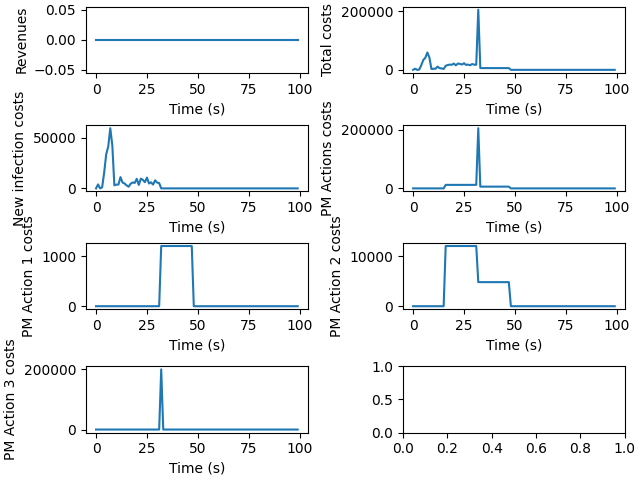 Revenues
0.05
0.00
−0.05
0 25 50 75 100
Time (s)
Total costs
200000
0
0 25 50 75 100
Time (s)
New infection costs
50000
0
0 25 50 75 100
Time (s)
PM Actions costs
200000
0
0 25 50 75 100
Time (s)
PM Action 1 costs
1000
0
0 25 50 75 100
Time (s)
PM Action 2 costs
10000
0
0 25 50 75 100
Time (s)
PM Action 3 costs
200000
0
0 25 50 75 100
Time (s)
1.0
0.5
0.0
0.0 0.2 0.4 0.6 0.8 1.0